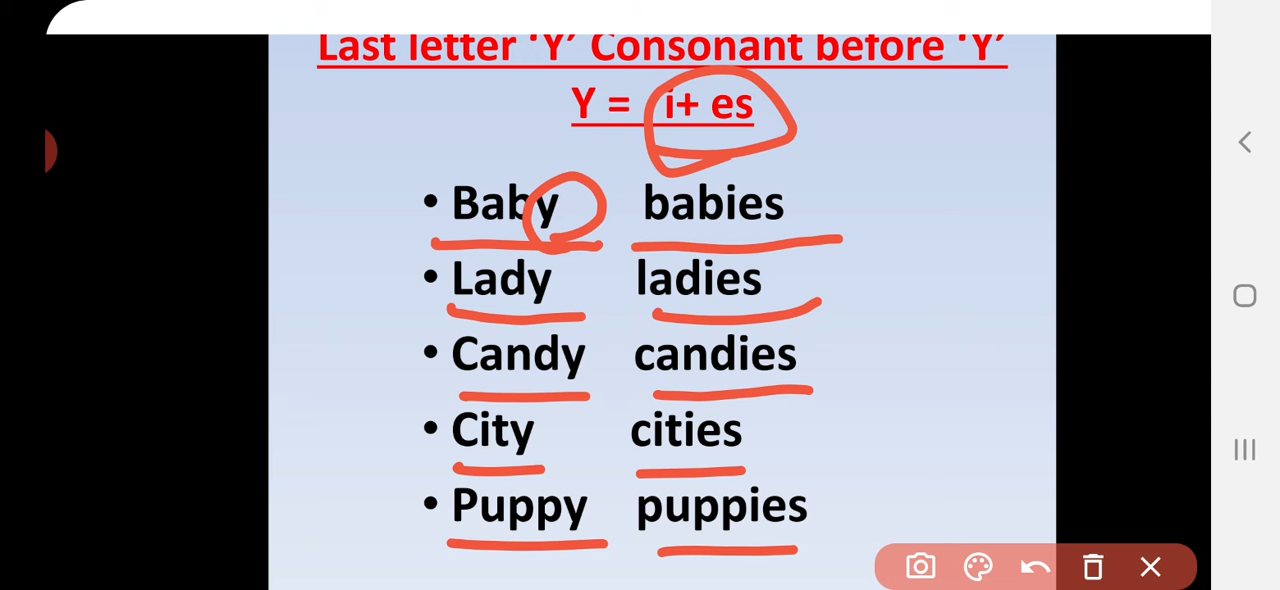 Last letter ‘Y’ Consonant before ‘Y’
Y = i+ es
• Baby babies
• Lady ladies
• Candy candies
• City cities
• Puppy puppies